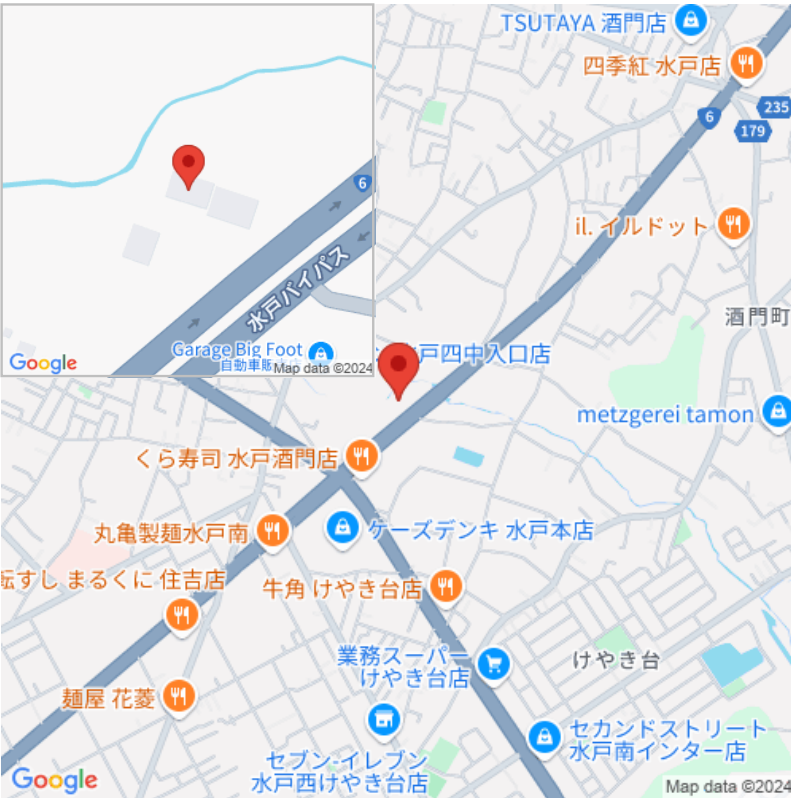 TSUTAYA 酒門店
四季紅 水戸店
6
235
179
il. イルドット
酒門町
6
水戸バイパス
Garage Big Foot
自動車販
Google
Map data ©2024
戸四中入口店
metzgerei tamon
くら寿司 水戸酒門店
丸亀製麺水戸南
ケーズデンキ 水戸本店
転すし まるくに 住吉店
牛角 けやき台店
業務スーパー
けやき台店
けやき台
麺屋 花菱
セカンドストリート
水戸南インター店
セブン-イレブン
水戸西けやき台店
Google
Map data ©2024